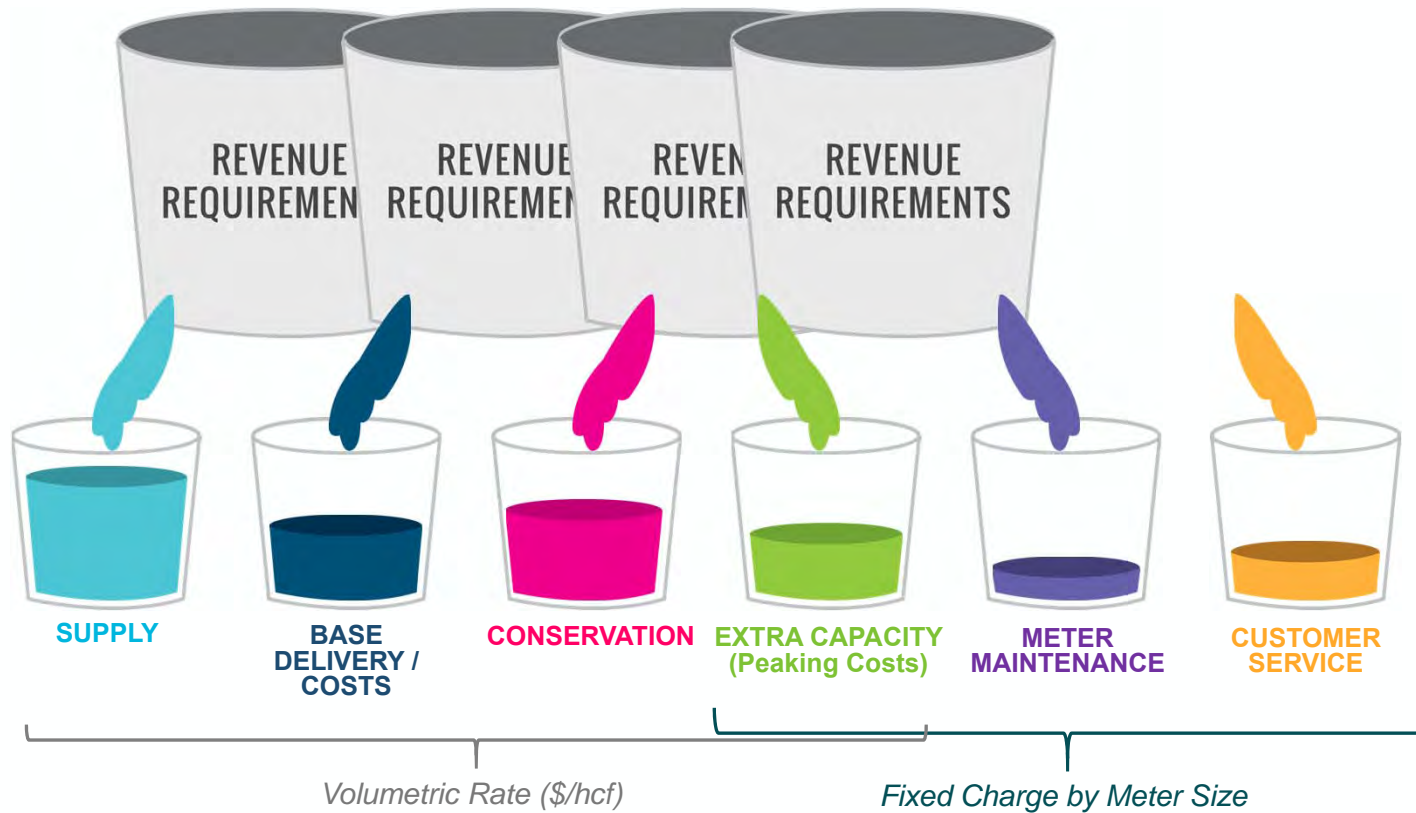 REVENUE
REQUIREMEN
REVENUE
REQUIREMEN
REVEN
REQUIREM
REVENUE
REQUIREMENTS
SUPPLY
BASE
DELIVERY /
COSTS
CONSERVATION
EXTRA CAPACITY
(Peaking Costs)
METER
MAINTENANCE
CUSTOMER
SERVICE
Volumetric Rate ($/hcf)
Fixed Charge by Meter Size